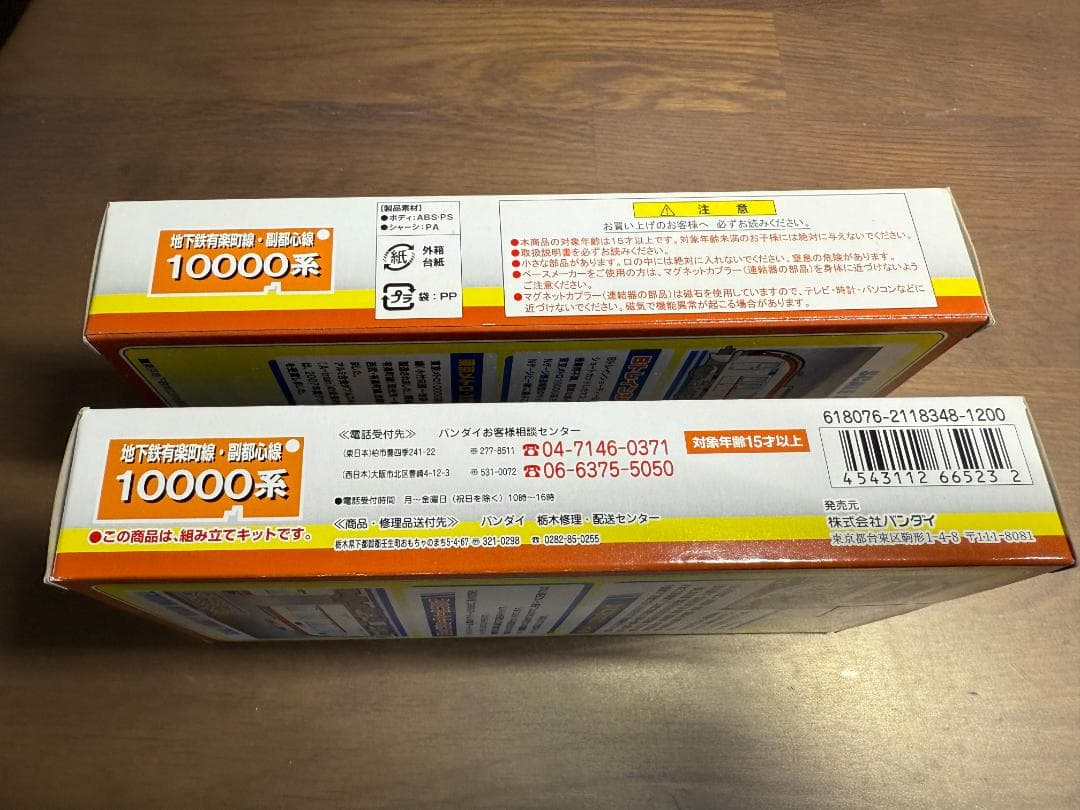 地下鉄有楽町線・副都心線
10000系
【製品素材】
●ボディ:ABS・PS
●シャーシ:PA
紙
外箱
台紙
プラ
袋:PP
⚠ 注 意
お買い上げのお客様へ 必ずお読みください。
●本商品の対象年齢は15才以上です。対象年齢未満のお子様には絶対に与えないでください。
●取扱説明書を必ずお読みください。
●小さな部品があります。口の中には絶対に入れないでください。窒息の危険があります。
●ペースメーカーをご使用の方は、マグネットカプラー(連結器の部品)を身体に近づけないよう
ご注意ください。
●マグネットカプラー(連結器の部品)は磁石を使用していますので、テレビ・時計・パソコンなどに
近づけないでください。磁気で機能異常が起こる場合があります。
地下鉄有楽町線・副都心線
10000系
●この商品は、組み立てキットです。
≪電話受付先≫ バンダイお客様相談センター
(東日本)柏市豊四季241-22 〠277-8511 ☎04-7146-0371
(西日本)大阪市北区豊崎4-12-3 〠531-0072 ☎06-6375-5050
●電話受付時間 月〜金曜日(祝日を除く)10時〜16時
≪商品・修理品送付先≫ バンダイ 栃木修理・配送センター
栃木県下都賀郡壬生町おもちゃのまち5-4-67 〠321-0298 ☎0282-85-0255
対象年齢15才以上
618076-2118348-1200
4543112 66523 2
発売元
株式会社バンダイ
東京都台東区駒形1-4-8 〒111-8081